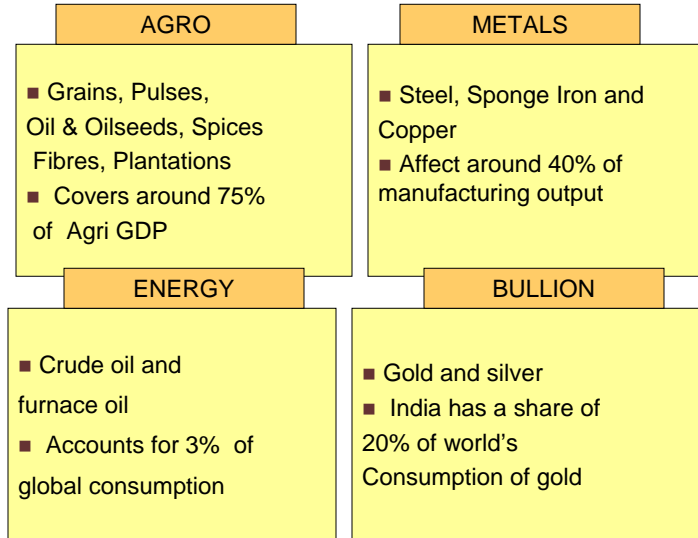 AGRO
■ Grains, Pulses,
Oil & Oilseeds, Spices
Fibres, Plantations
■ Covers around 75%
of Agri GDP
METALS
■ Steel, Sponge Iron and
Copper
■ Affect around 40% of
manufacturing output
ENERGY
■ Crude oil and
furnace oil
■ Accounts for 3% of
global consumption
BULLION
■ Gold and silver
■ India has a share of
20% of world's
Consumption of gold